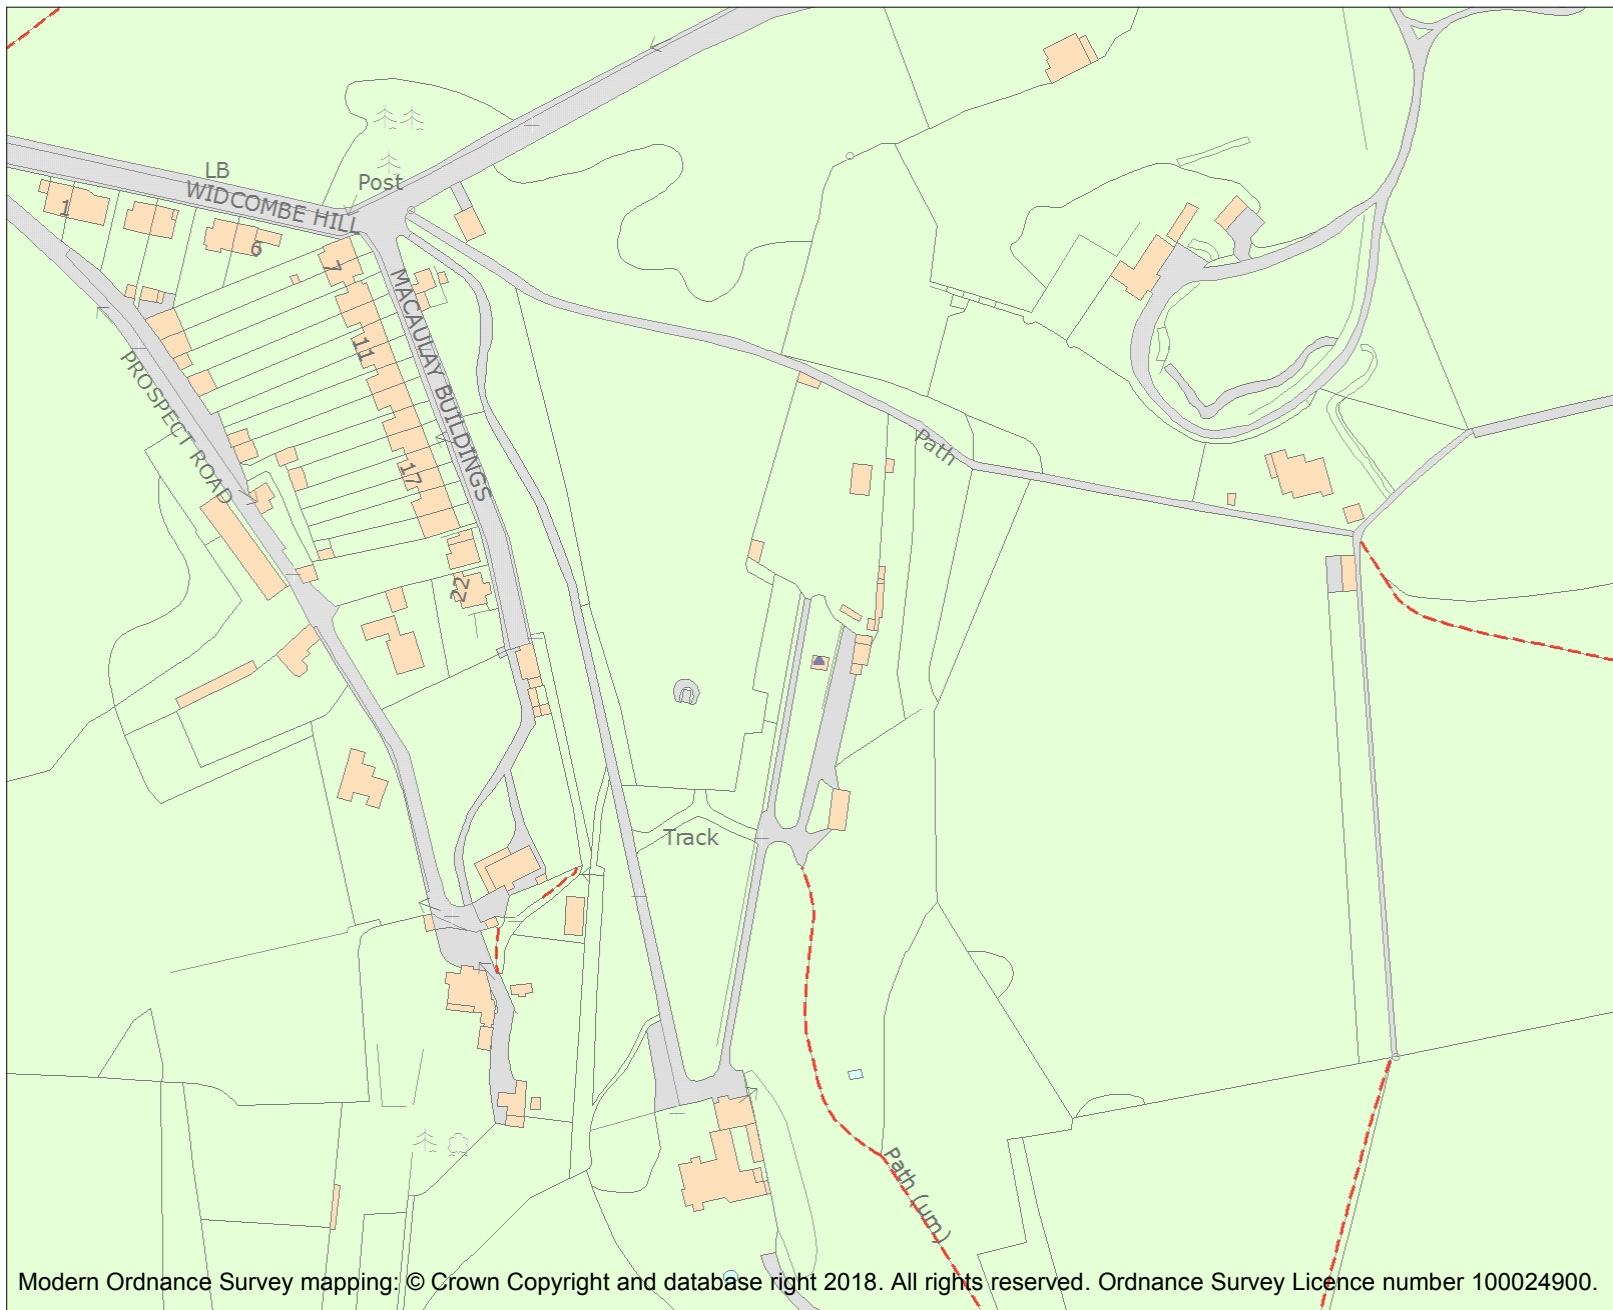 LB
Post
WIDCOMBE HILL
1
6
7
MACAULAY BUILDINGS
11
PROSPECT ROAD
Path
17
22
Track
Path (um)
Modern Ordnance Survey mapping: © Crown Copyright and database right 2018. All rights reserved. Ordnance Survey Licence number 100024900.